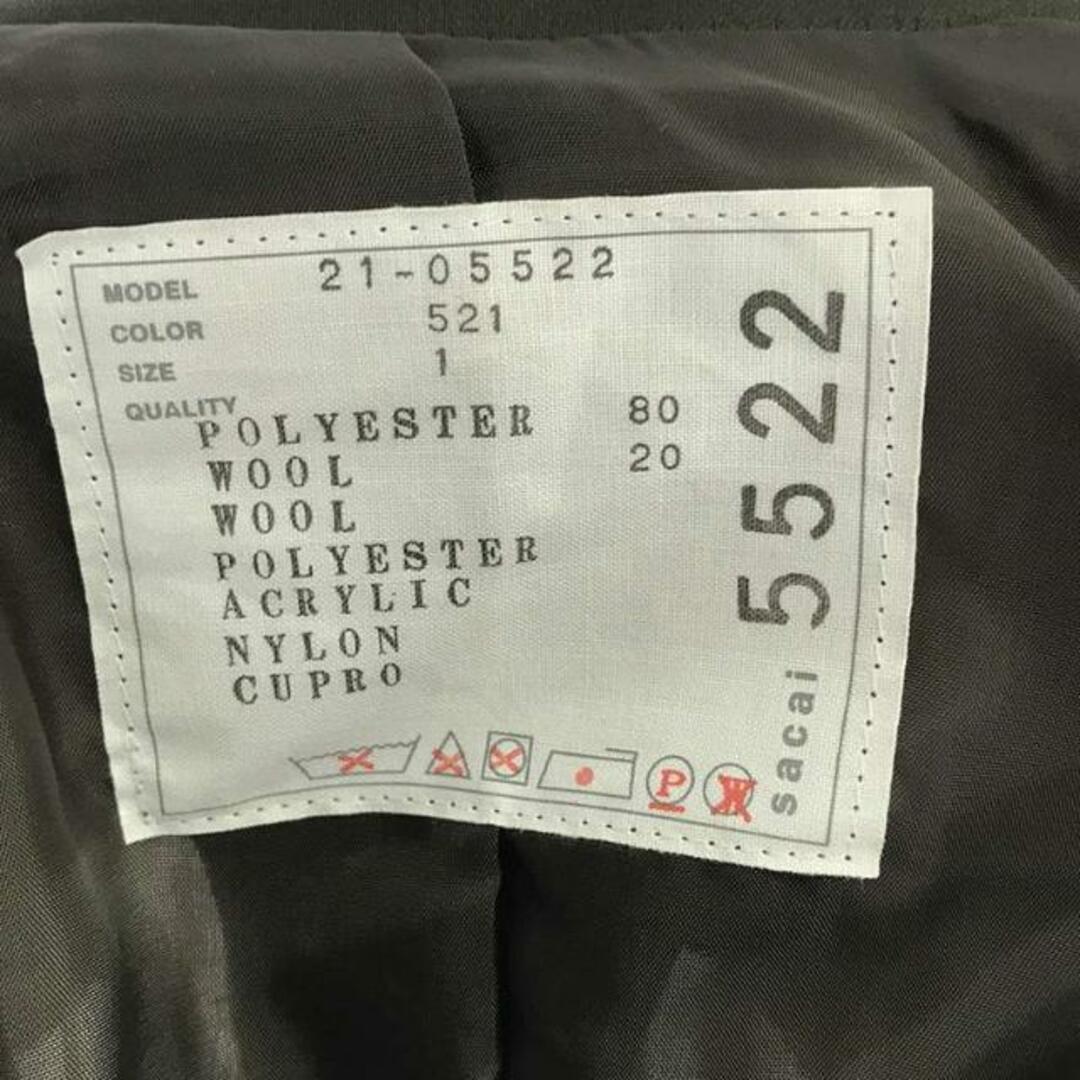 MODEL 21-05522
COLOR 521
SIZE 1
QUALITY
POLYESTER 80
WOOL 20
WOOL
POLYESTER
ACRYLIC
NYLON
CUPRO
P W
sacai 5522